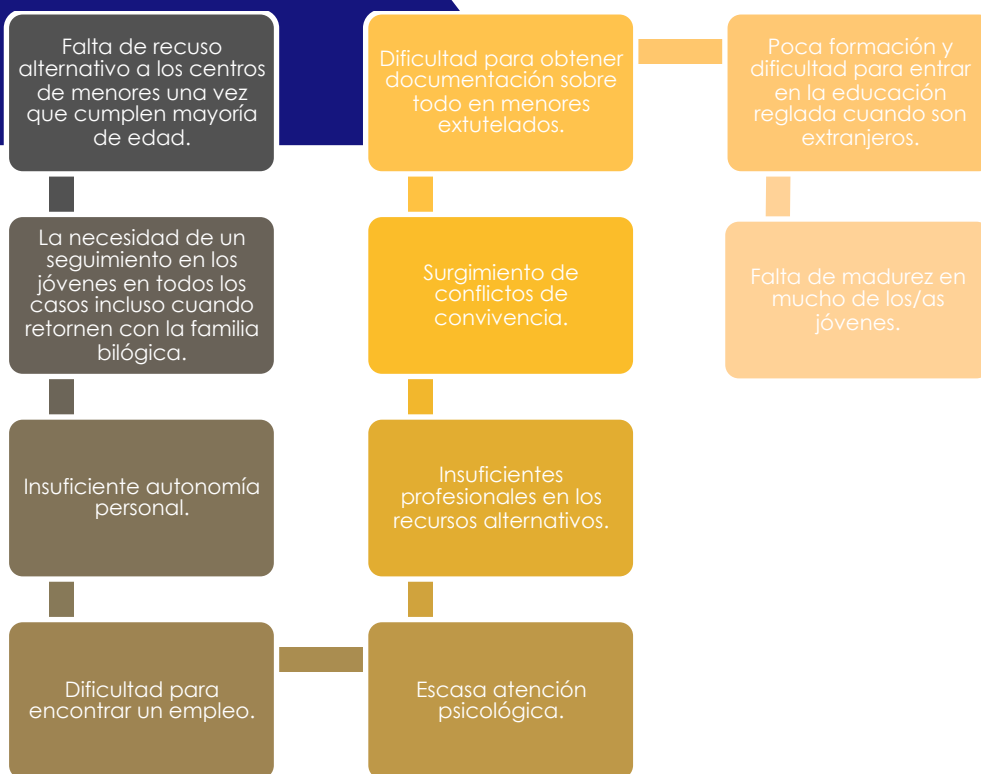 Falta de recuso
alternativo a los centros
de menores una vez
que cumplen mayoría
de edad.
La necesidad de un
seguimiento en los
jóvenes en todos los
casos incluso cuando
retornen con la familia
bilógica.
Insuficiente autonomía
personal.
Dificultad para
encontrar un empleo.
Escasa atención
psicológica.
Insuficientes
profesionales en los
recursos alternativos.
Surgimiento de
conflictos de
convivencia.
Dificultad para obtener
documentación sobre
todo en menores
extutelados.
Poca formación y
dificultad para entrar
en la educación
reglada cuando son
extranjeros.
Falta de madurez en
mucho de los/as
jóvenes.